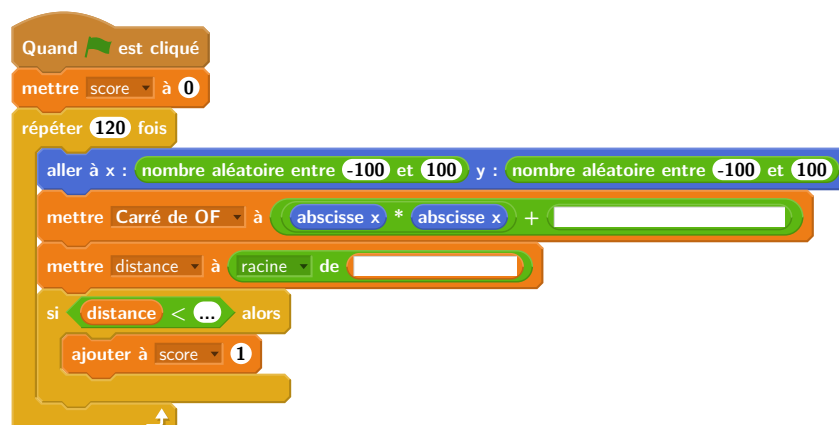 Quand est cliqué
mettre score à 0
répéter 120 fois
aller à x : nombre aléatoire entre -100 et 100 y : nombre aléatoire entre -100 et 100
mettre Carré de OF à abscisse x * abscisse x +
mettre distance à racine de
si distance < ... alors
ajouter à score 1